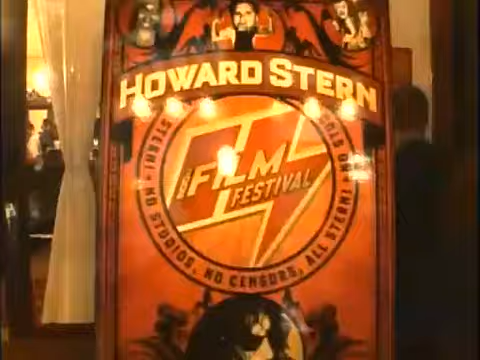 HOWARD STERN
FILM
FESTIVAL
NO STUDIOS, NO CENSORS, ALL STERN!